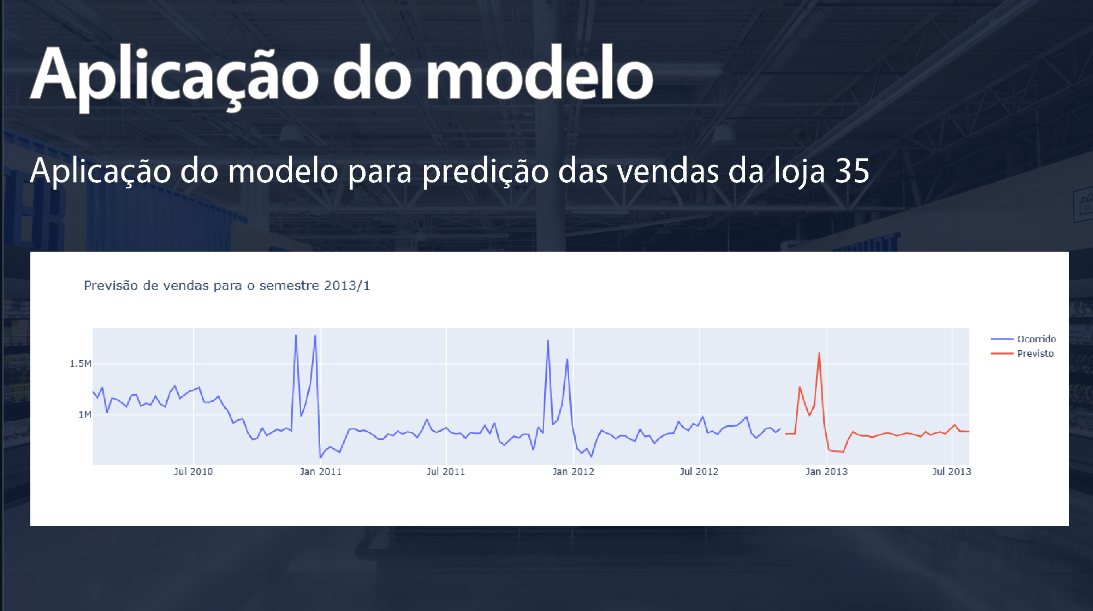 Aplicação do modelo
Aplicação do modelo para predição das vendas da loja 35
Previsão de vendas para o semestre 2013/1
Ocorrido
Previsto
1.5M
1M
Jul 2010
Jan 2011
Jul 2011
Jan 2012
Jul 2012
Jan 2013
Jul 2013